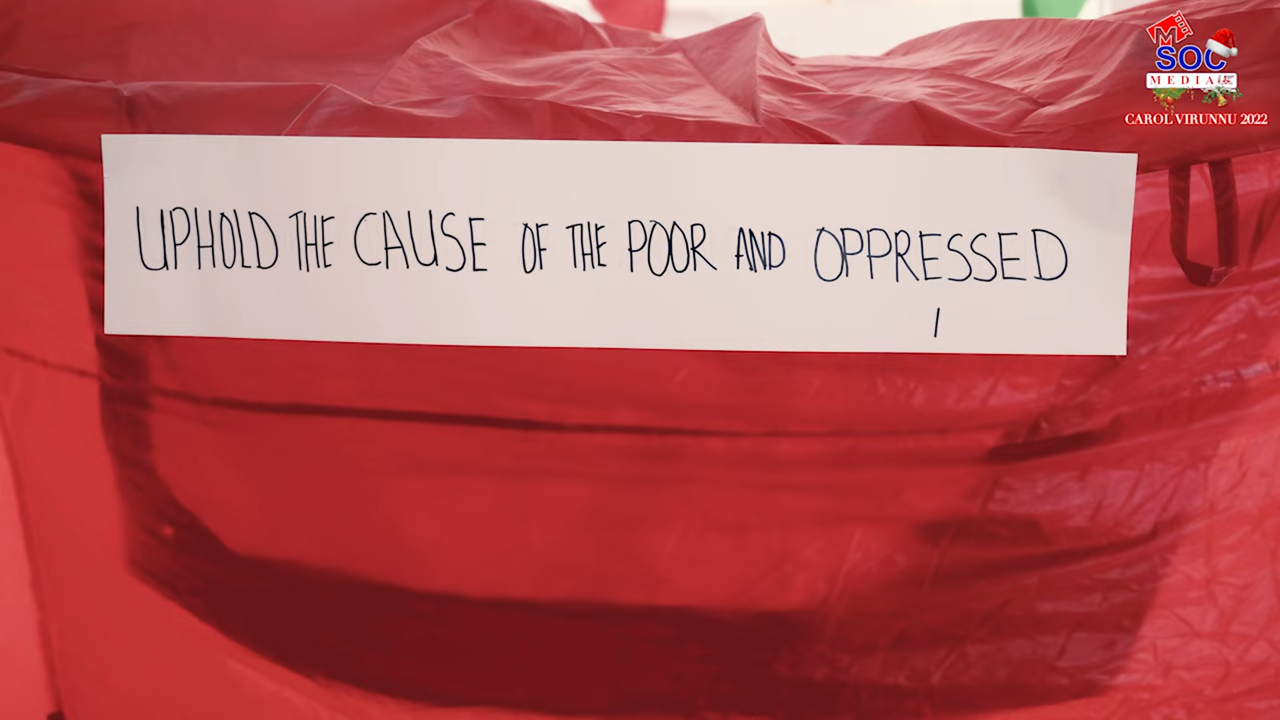 UPHOLD THE CAUSE OF THE POOR AND OPPRESSED
M
SOC
MEDIA
CAROL VIRUNNU 2022